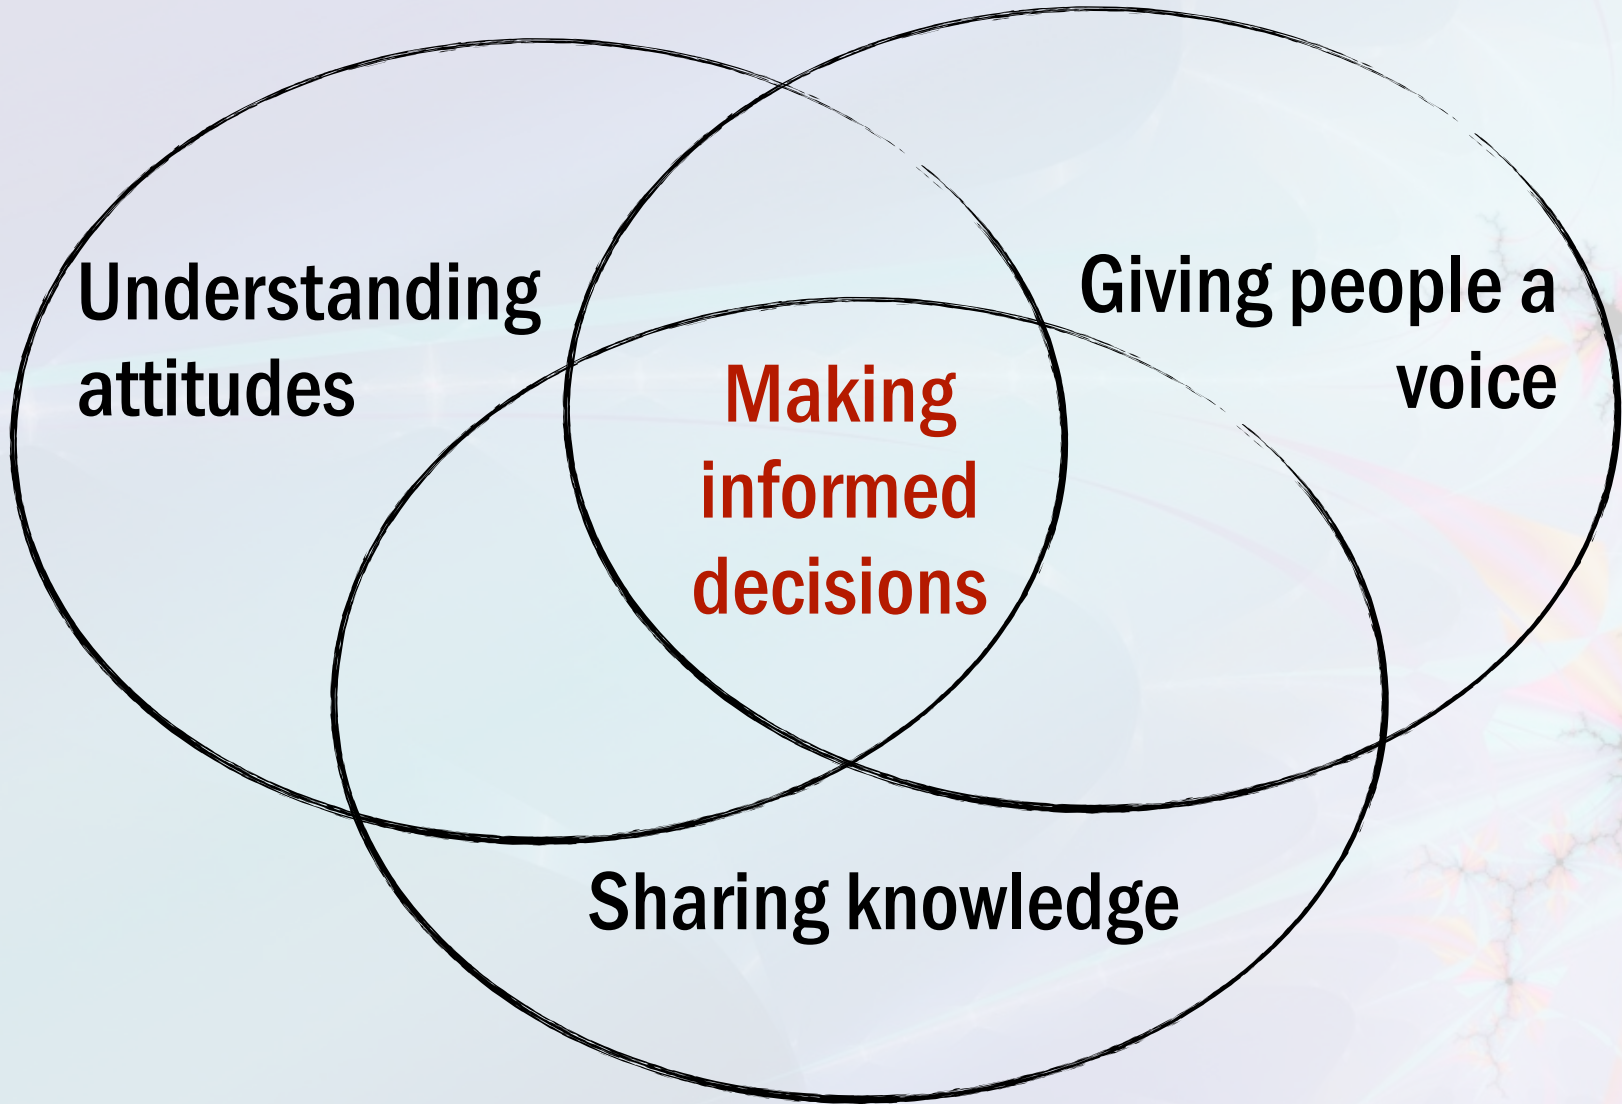 Understanding
attitudes
Giving people a
voice
Making
informed
decisions
Sharing knowledge